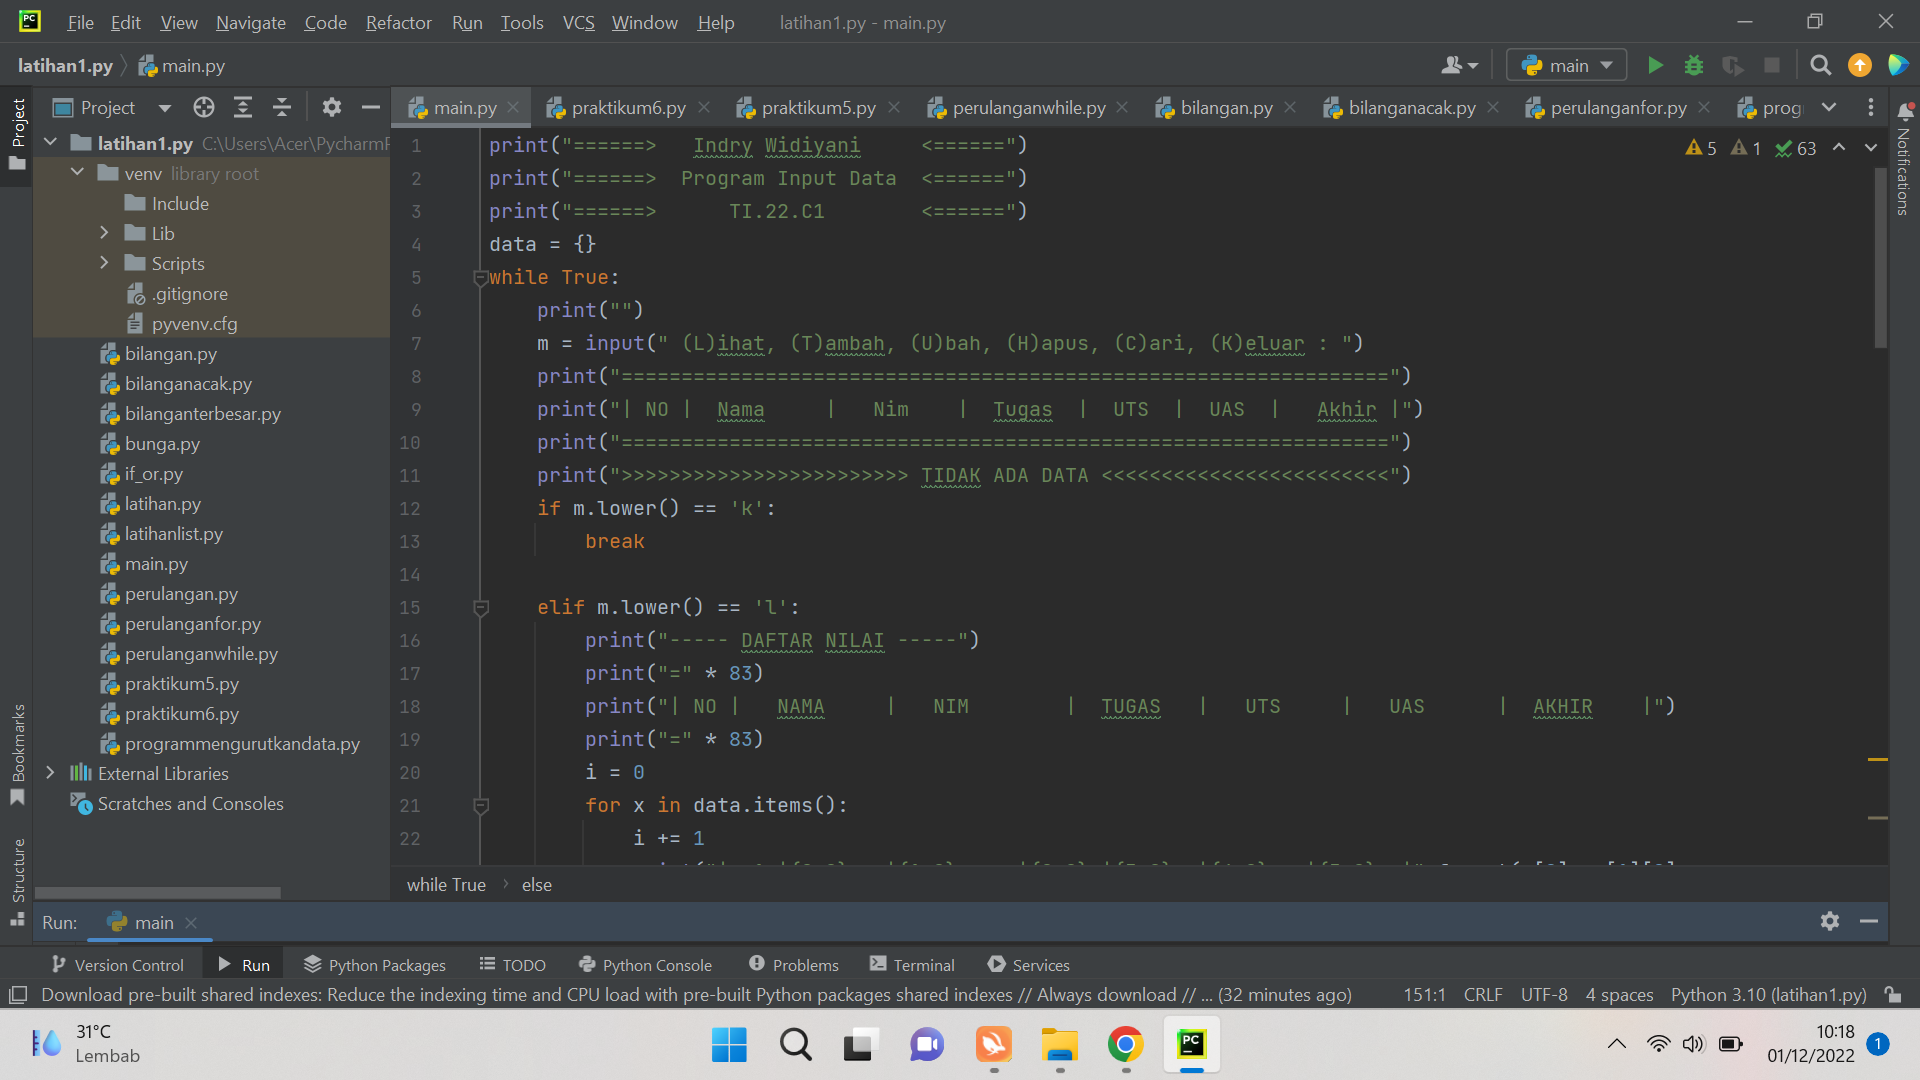 File Edit View Navigate Code Refactor Run Tools VCS Window Help latihan1.py - main.py
latihan1.py main.py main
Project main.py praktikum6.py praktikum5.py perulanganwhile.py bilangan.py bilanganacak.py perulanganfor.py prog
Project
latihan1.py C:\Users\Acer\PycharmP
venv library root
Include
Lib
Scripts
.gitignore
pyvenv.cfg
bilangan.py
bilanganacak.py
bilanganterbesar.py
bunga.py
if_or.py
latihan.py
latihanlist.py
main.py
perulangan.py
perulanganfor.py
perulanganwhile.py
praktikum5.py
praktikum6.py
programmengurutkandata.py
External Libraries
Scratches and Consoles
Bookmarks
Structure
Notifications
5 1 63
1 print("======>   Indry Widiyani     <======")
2 print("======>  Program Input Data  <======")
3 print("======>      TI.22.C1        <======")
4 data = {}
5 while True:
6     print("")
7     m = input(" (L)ihat, (T)ambah, (U)bah, (H)apus, (C)ari, (K)eluar : ")
8     print("================================================================")
9     print("| NO |  Nama     |   Nim    |  Tugas  |  UTS  |  UAS  |   Akhir |")
10     print("================================================================")
11     print(">>>>>>>>>>>>>>>>>>>>>>>> TIDAK ADA DATA <<<<<<<<<<<<<<<<<<<<<<<<")
12     if m.lower() == 'k':
13         break
14
15     elif m.lower() == 'l':
16         print("----- DAFTAR NILAI -----")
17         print("=" * 83)
18         print("| NO |   NAMA     |   NIM        |  TUGAS   |   UTS     |   UAS      |  AKHIR    |")
19         print("=" * 83)
20         i = 0
21         for x in data.items():
22             i += 1
while True else
Run: main
Version Control Run Python Packages TODO Python Console Problems Terminal Services
Download pre-built shared indexes: Reduce the indexing time and CPU load with pre-built Python packages shared indexes // Always download // ... (32 minutes ago) 151:1 CRLF UTF-8 4 spaces Python 3.10 (latihan1.py)
31°C
Lembab
PC
10:18
01/12/2022
1